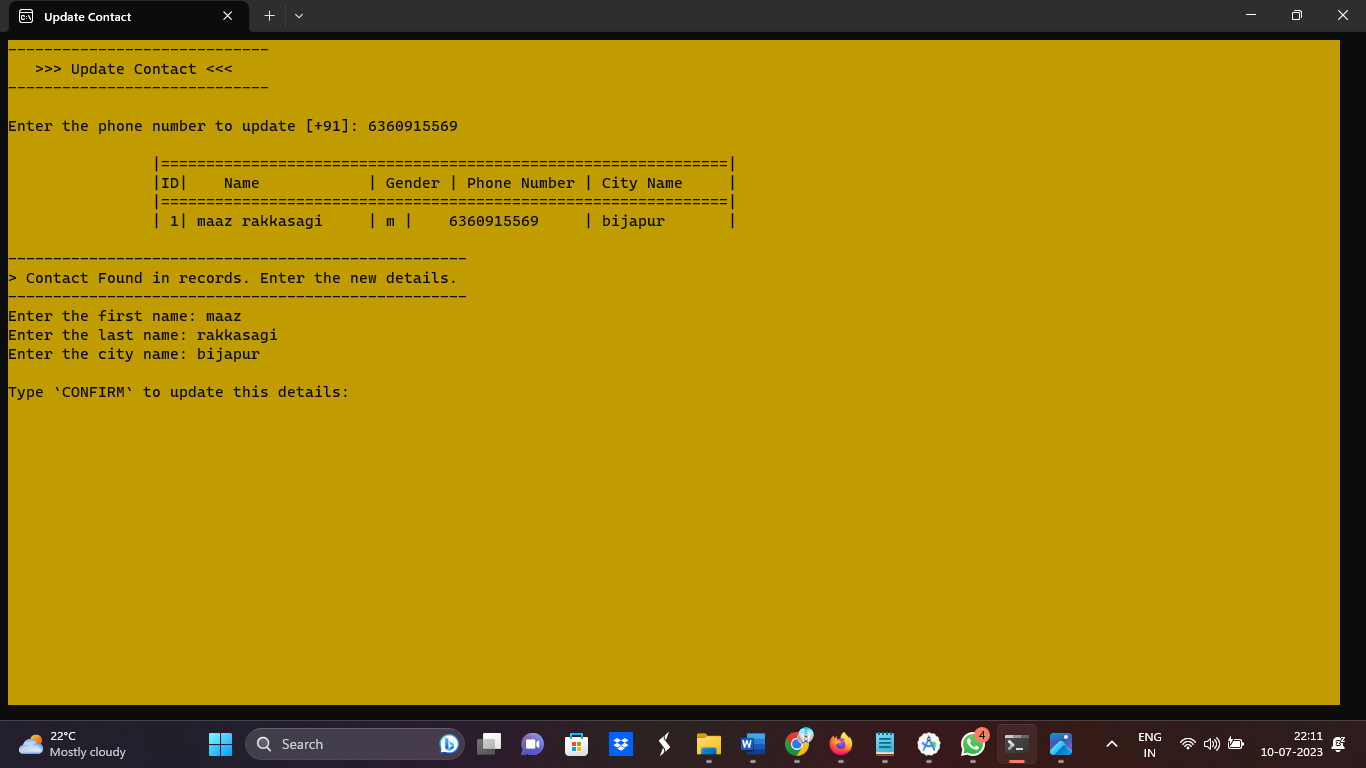 Update Contact
-----------------------------
>>> Update Contact <<<
-----------------------------
Enter the phone number to update [+91]: 6360915569
|===============================================================|
|ID|    Name            | Gender | Phone Number | City Name     |
|===============================================================|
| 1| maaz rakkasagi     | m |    6360915569     | bijapur       |
---------------------------------------------------
> Contact Found in records. Enter the new details.
---------------------------------------------------
Enter the first name: maaz
Enter the last name: rakkasagi
Enter the city name: bijapur
Type `CONFIRM` to update this details:
22°C
Mostly cloudy
Search
4
ENG
IN
22:11
10-07-2023